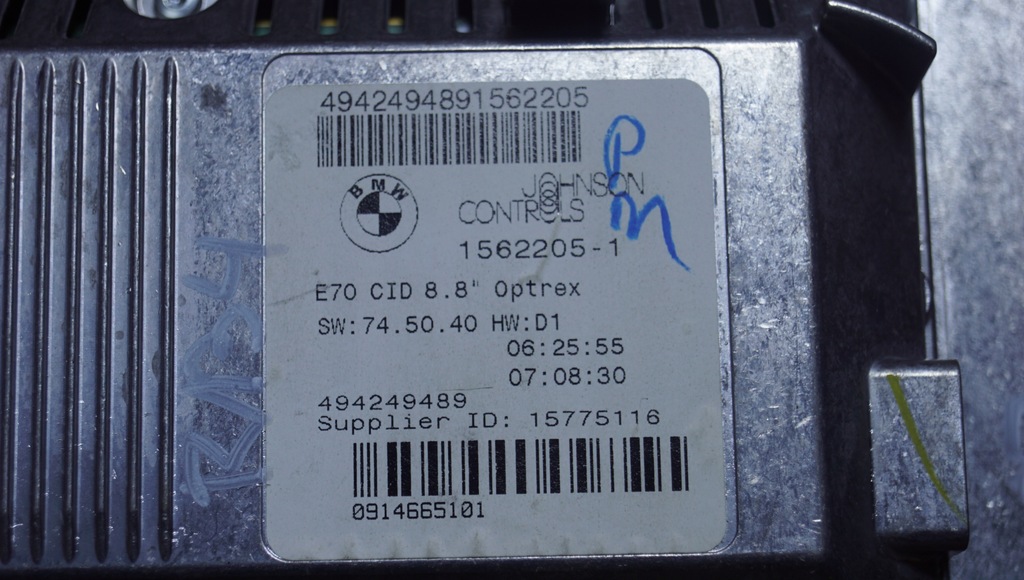 4942494891562205
BMW
JOHNSON
CONTROLS
1562205-1
E70 CID 8.8" Optrex
SW:74.50.40 HW:D1
06:25:55
07:08:30
494249489
Supplier ID: 15775116
0914665101